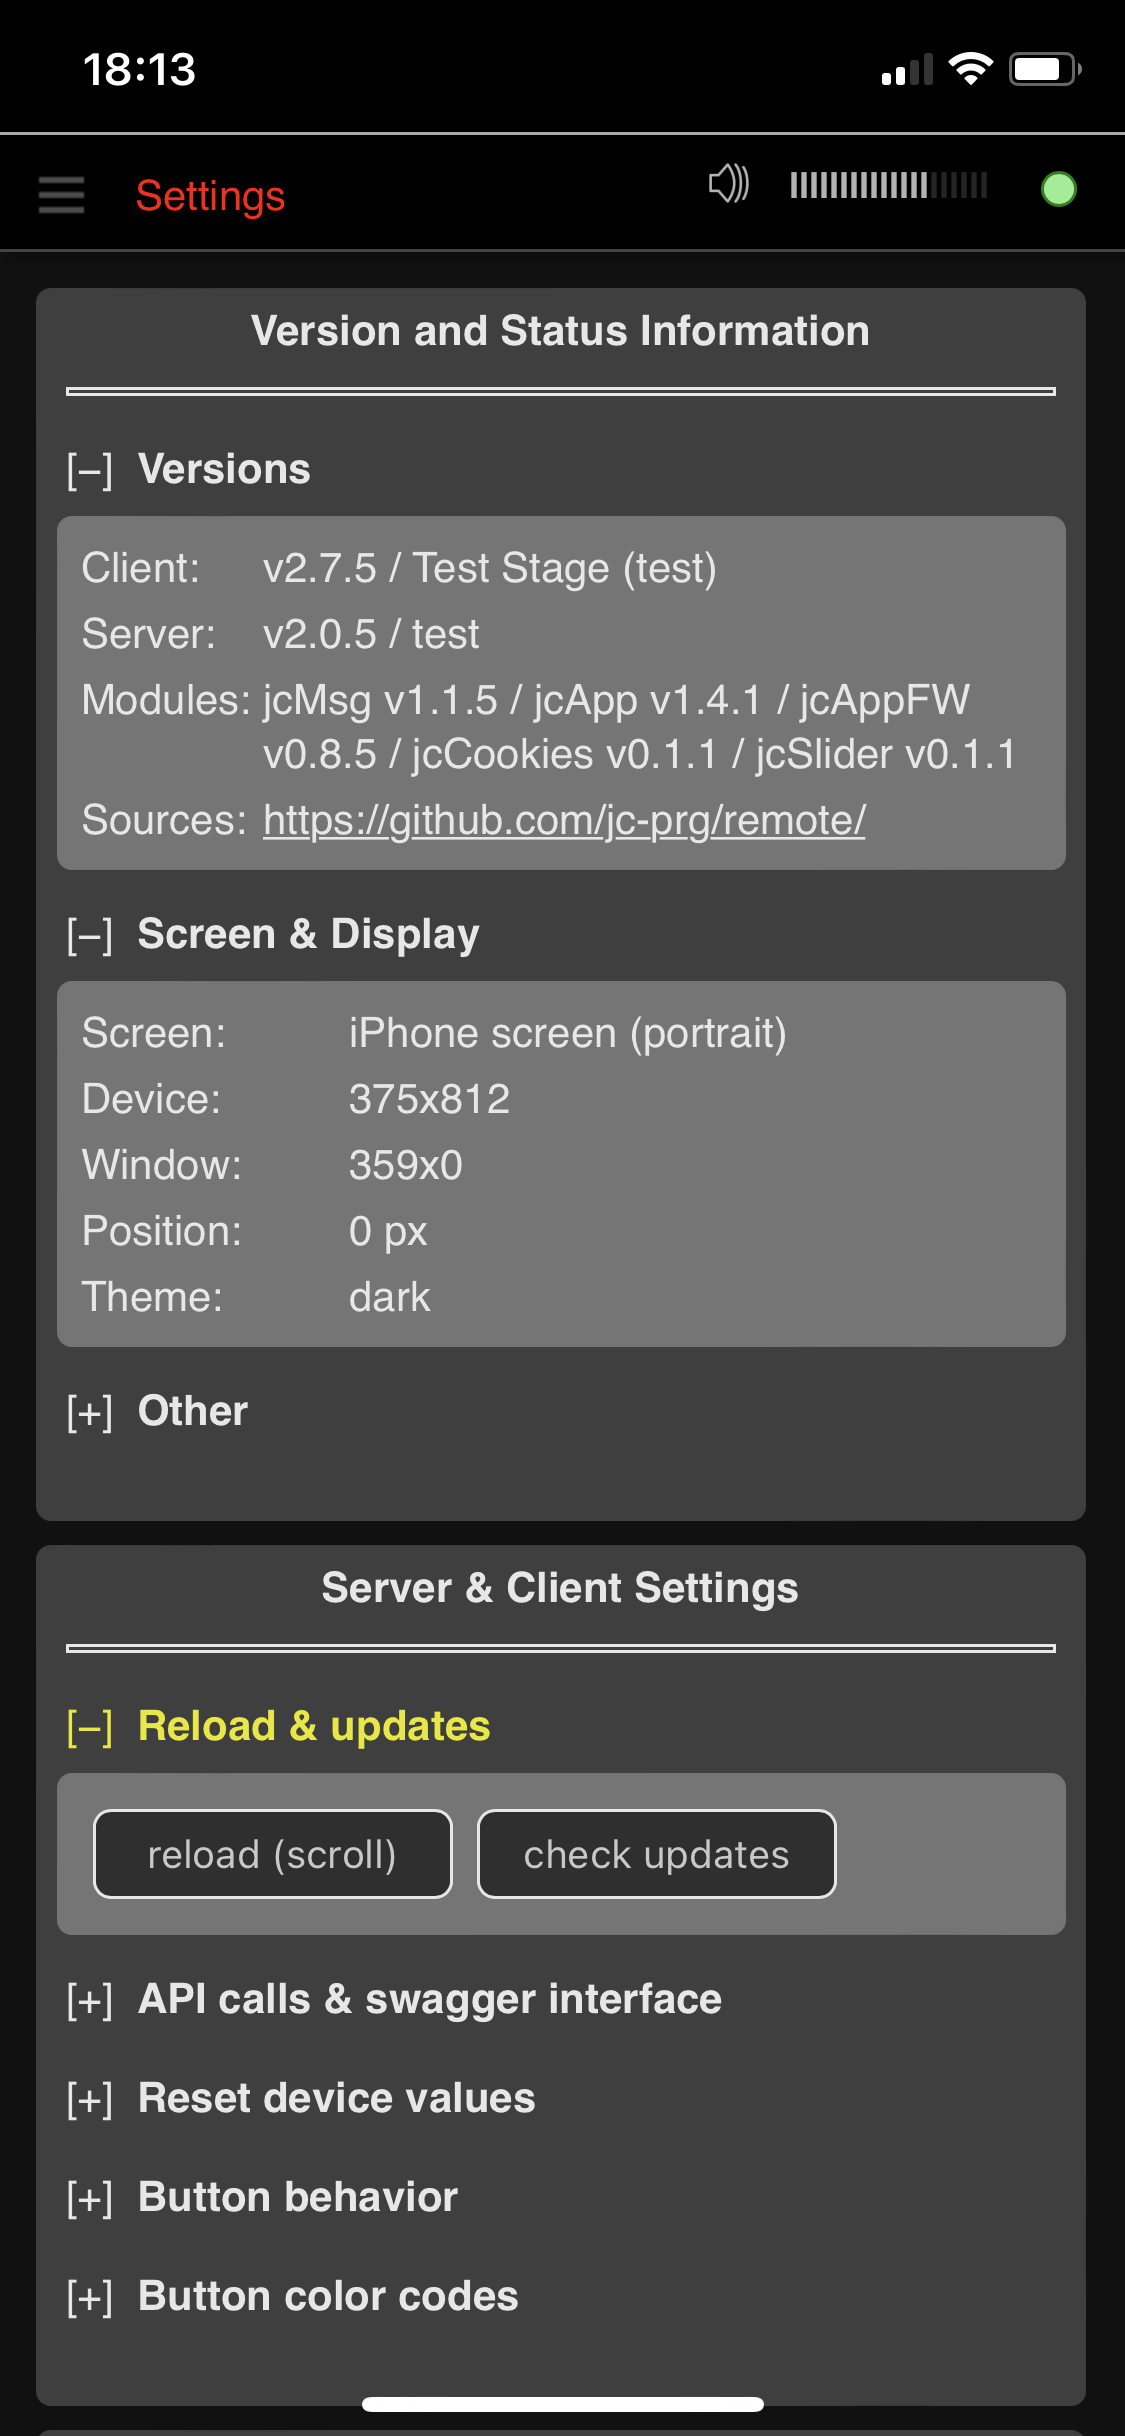 18:13
Settings
Version and Status Information
[–] Versions
Client: v2.7.5 / Test Stage (test)
Server: v2.0.5 / test
Modules: jcMsg v1.1.5 / jcApp v1.4.1 / jcAppFW
v0.8.5 / jcCookies v0.1.1 / jcSlider v0.1.1
Sources: https://github.com/jc-prg/remote/
[–] Screen & Display
Screen: iPhone screen (portrait)
Device: 375x812
Window: 359x0
Position: 0 px
Theme: dark
[+] Other
Server & Client Settings
[–] Reload & updates
reload (scroll) check updates
[+] API calls & swagger interface
[+] Reset device values
[+] Button behavior
[+] Button color codes